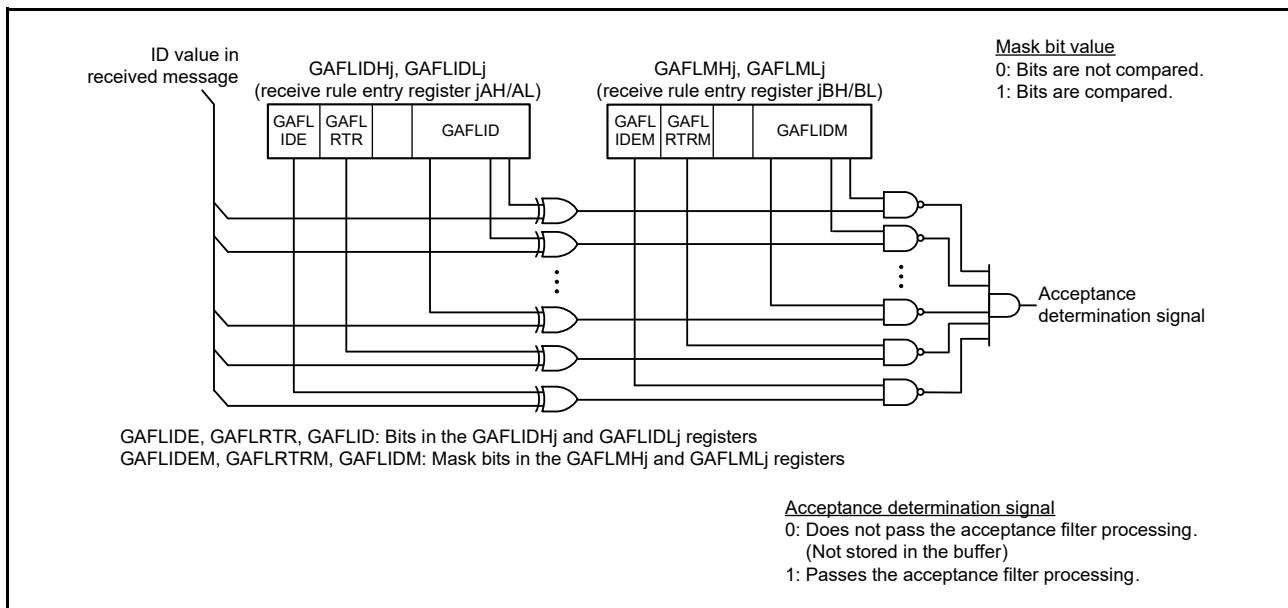 ID value in
received message
GAFLIDHj, GAFLIDLj
(receive rule entry register jAH/AL)
GAFL
IDE
GAFL
RTR
GAFLID
GAFLMHj, GAFLMLj
(receive rule entry register jBH/BL)
GAFL
IDEM
GAFL
RTRM
GAFLIDM
Mask bit value
0: Bits are not compared.
1: Bits are compared.
Acceptance
determination signal
GAFLIDE, GAFLRTR, GAFLID: Bits in the GAFLIDHj and GAFLIDLj registers
GAFLIDEM, GAFLRTRM, GAFLIDM: Mask bits in the GAFLMHj and GAFLMLj registers
Acceptance determination signal
0: Does not pass the acceptance filter processing.
(Not stored in the buffer)
1: Passes the acceptance filter processing.